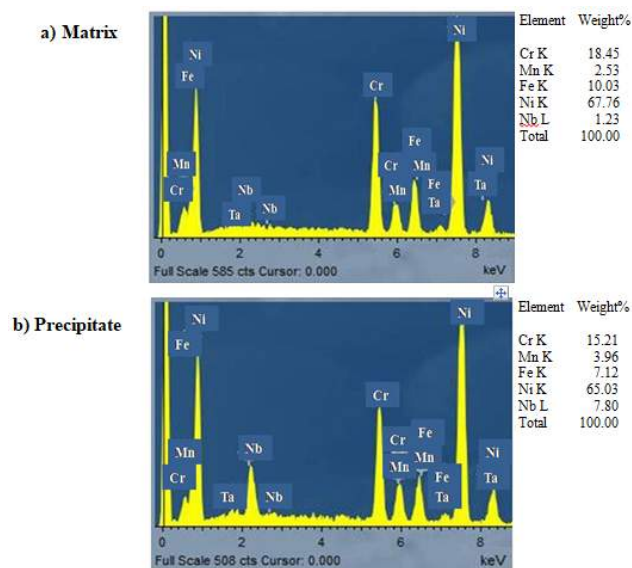 a) Matrix
Ni
Fe
Mn
Cr
Ta
Nb
Nb
Cr
Cr
Mn
Fe
Mn
Fe
Ta
Ni
Ni
Ta
0 2 4 6 8
Full Scale 585 cts Cursor: 0.000 keV
Element Weight%
Cr K 18.45
Mn K 2.53
Fe K 10.03
Ni K 67.76
Nb L 1.23
Total 100.00
b) Precipitate
Ni
Fe
Mn
Cr
Ta
Nb
Nb
Cr
Cr
Mn
Fe
Mn
Fe
Ta
Ni
Ni
Ta
0 2 4 6 8
Full Scale 508 cts Cursor: 0.000 keV
Element Weight%
Cr K 15.21
Mn K 3.96
Fe K 7.12
Ni K 65.03
Nb L 7.80
Total 100.00